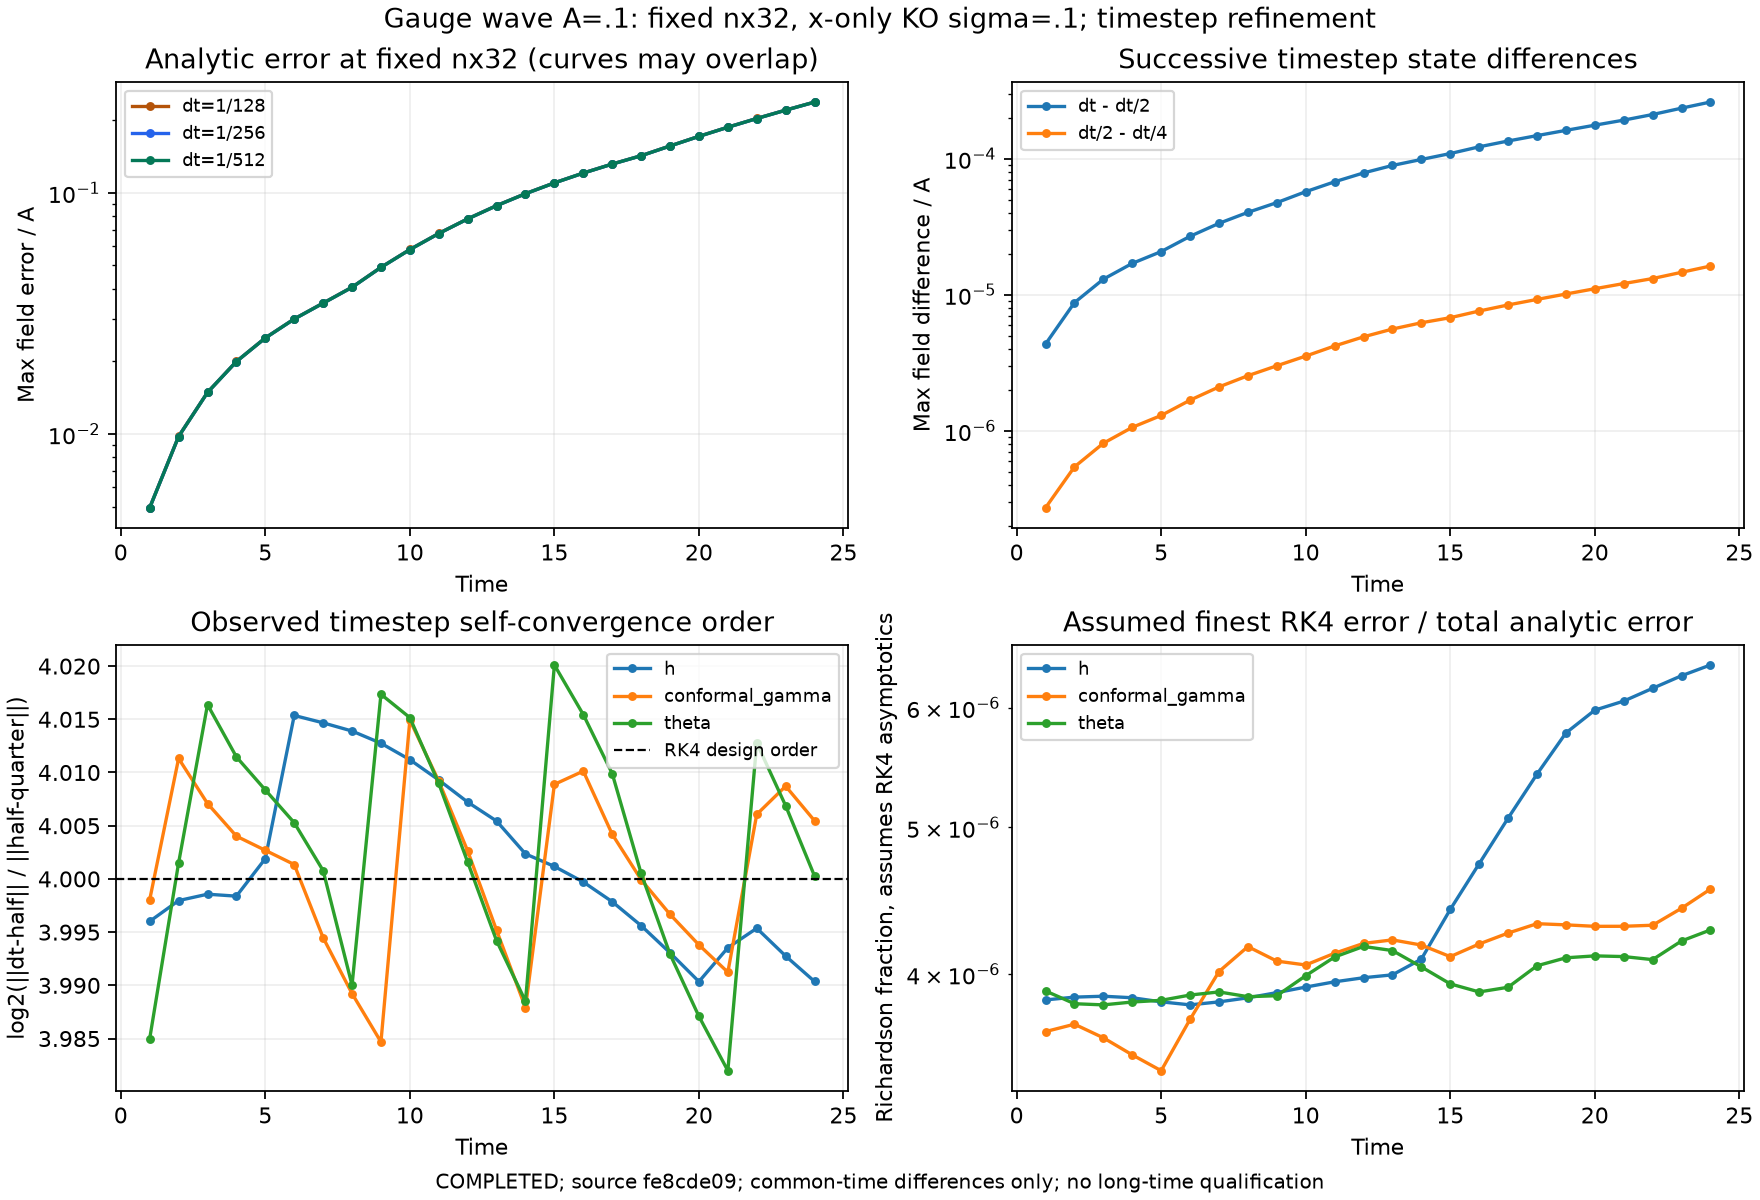 Gauge wave A=.1: fixed nx32, x-only KO sigma=.1; timestep refinement
Analytic error at fixed nx32 (curves may overlap)
dt=1/128
dt=1/256
dt=1/512
Max field error / A
10⁻¹
10⁻²
0 5 10 15 20 25
Time
Successive timestep state differences
dt - dt/2
dt/2 - dt/4
Max field difference / A
10⁻⁴
10⁻⁵
10⁻⁶
0 5 10 15 20 25
Time
Observed timestep self-convergence order
h
conformal_gamma
theta
RK4 design order
log2(||dt-half|| / ||half-quarter||)
4.020
4.015
4.010
4.005
4.000
3.995
3.990
3.985
0 5 10 15 20 25
Time
Assumed finest RK4 error / total analytic error
h
conformal_gamma
theta
Richardson fraction, assumes RK4 asymptotics
6 × 10⁻⁶
5 × 10⁻⁶
4 × 10⁻⁶
0 5 10 15 20 25
Time
COMPLETED; source fe8cde09; common-time differences only; no long-time qualification